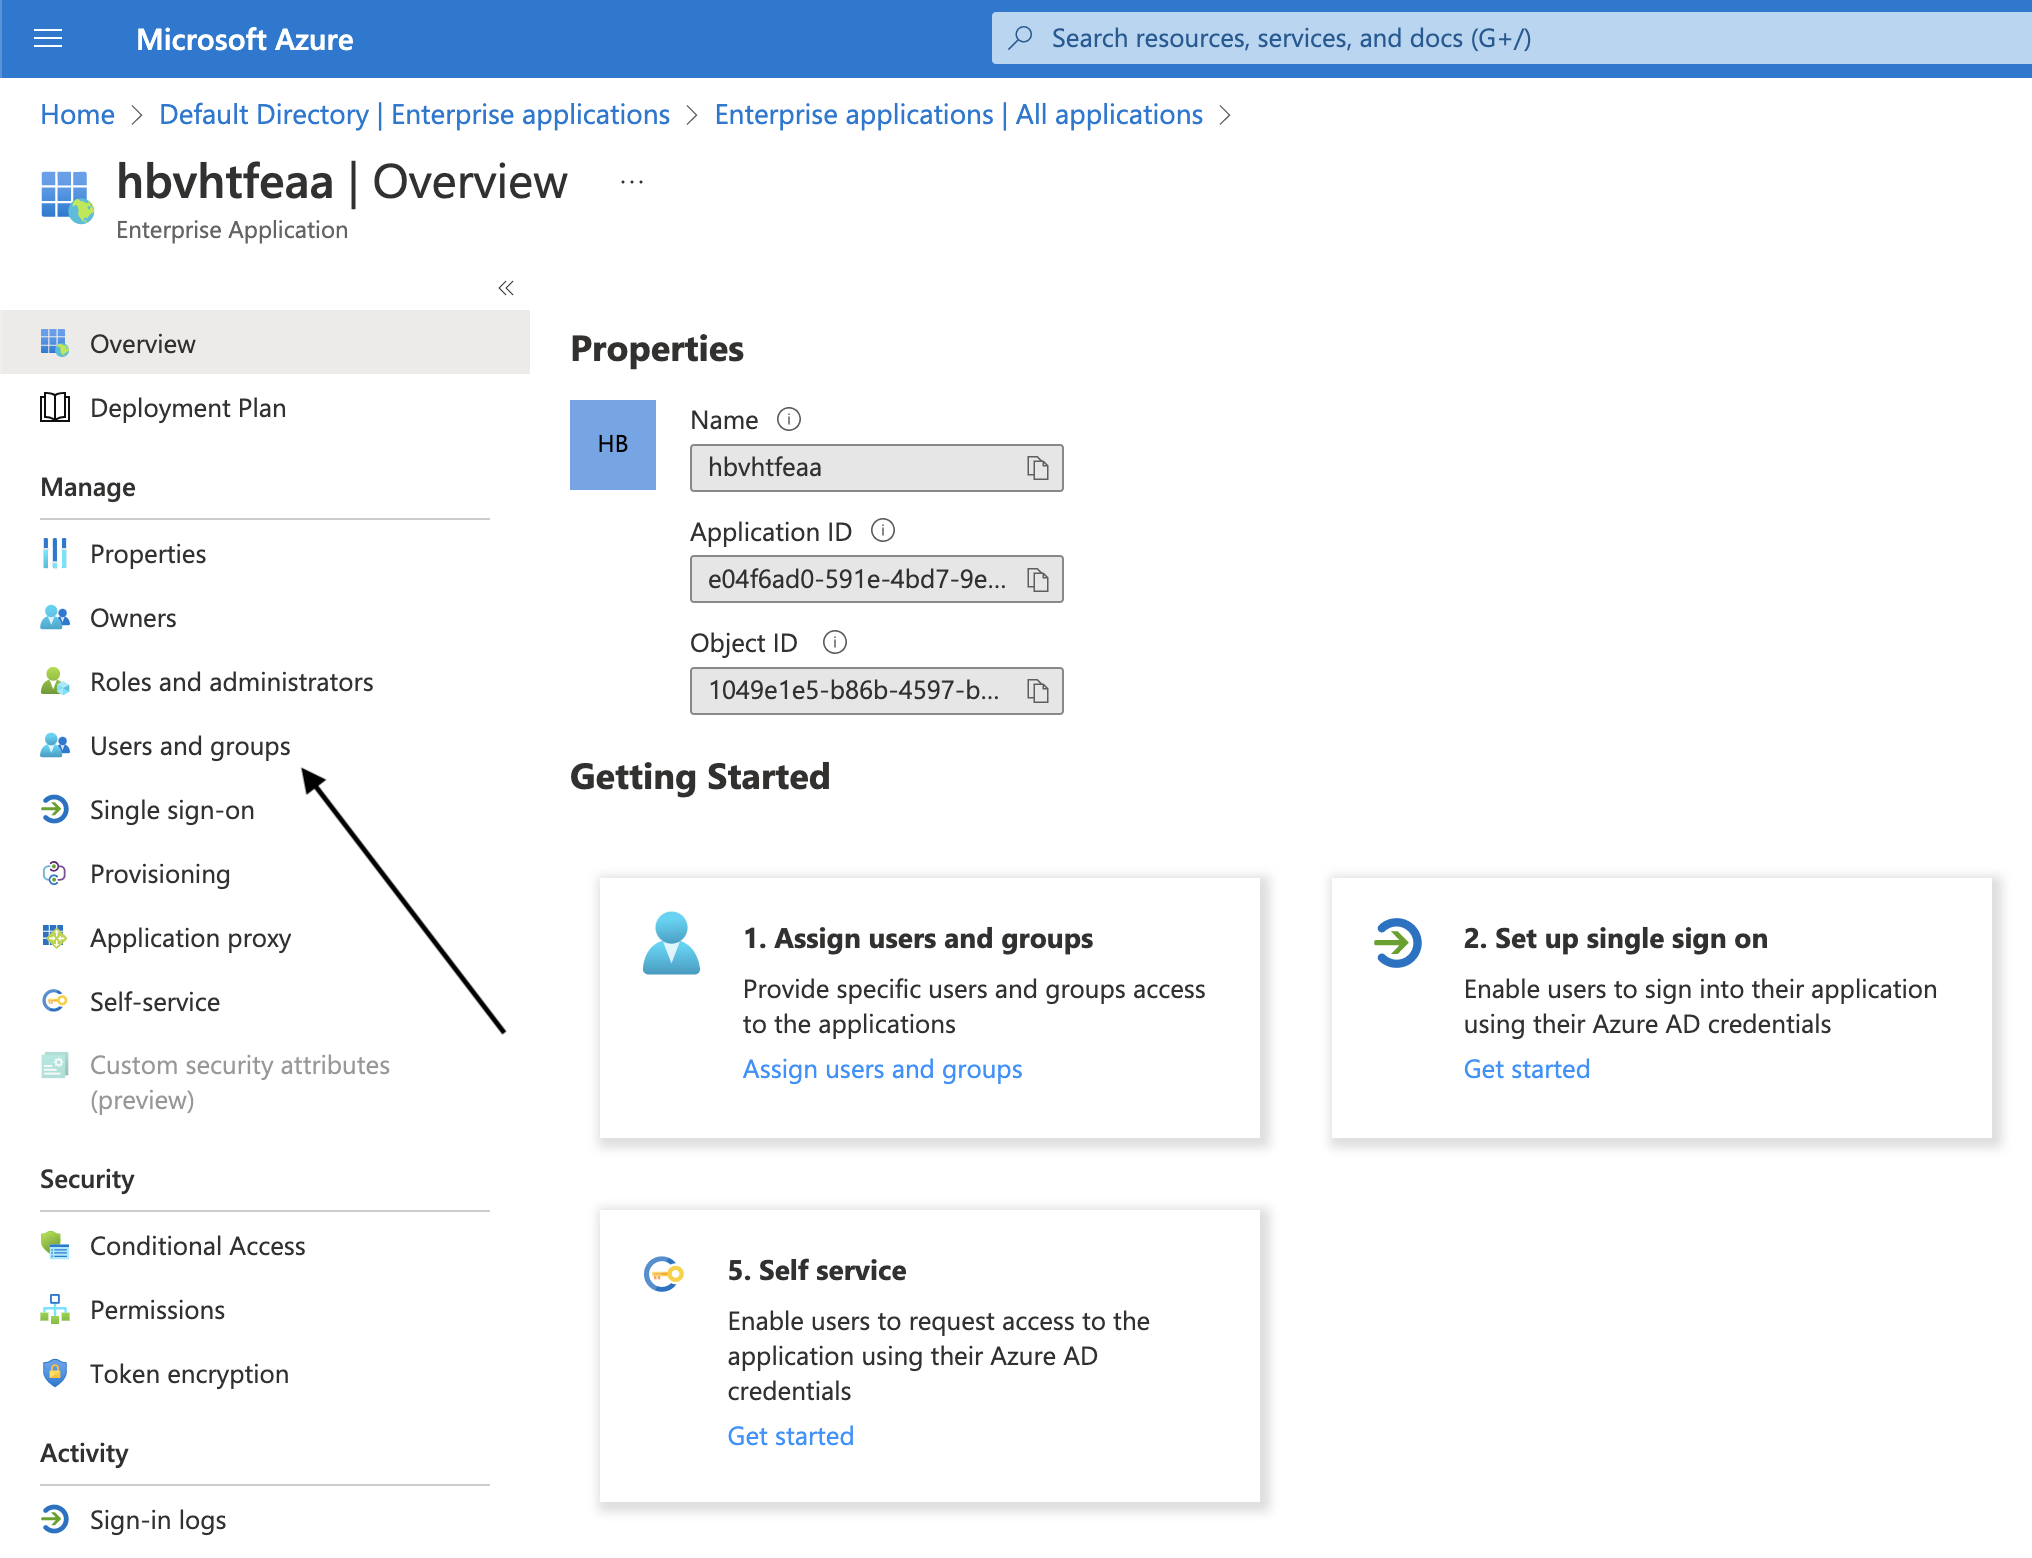 Microsoft Azure
Search resources, services, and docs (G+/)
Home > Default Directory | Enterprise applications > Enterprise applications | All applications >
hbvhtfeaa | Overview ...
Enterprise Application
«
Overview
Deployment Plan
Manage
Properties
Owners
Roles and administrators
Users and groups
Single sign-on
Provisioning
Application proxy
Self-service
Custom security attributes
(preview)
Security
Conditional Access
Permissions
Token encryption
Activity
Sign-in logs
Properties
HB
Name
hbvhtfeaa
Application ID
e04f6ad0-591e-4bd7-9e...
Object ID
1049e1e5-b86b-4597-b...
Getting Started
1. Assign users and groups
Provide specific users and groups access
to the applications
Assign users and groups
2. Set up single sign on
Enable users to sign into their application
using their Azure AD credentials
Get started
5. Self service
Enable users to request access to the
application using their Azure AD
credentials
Get started